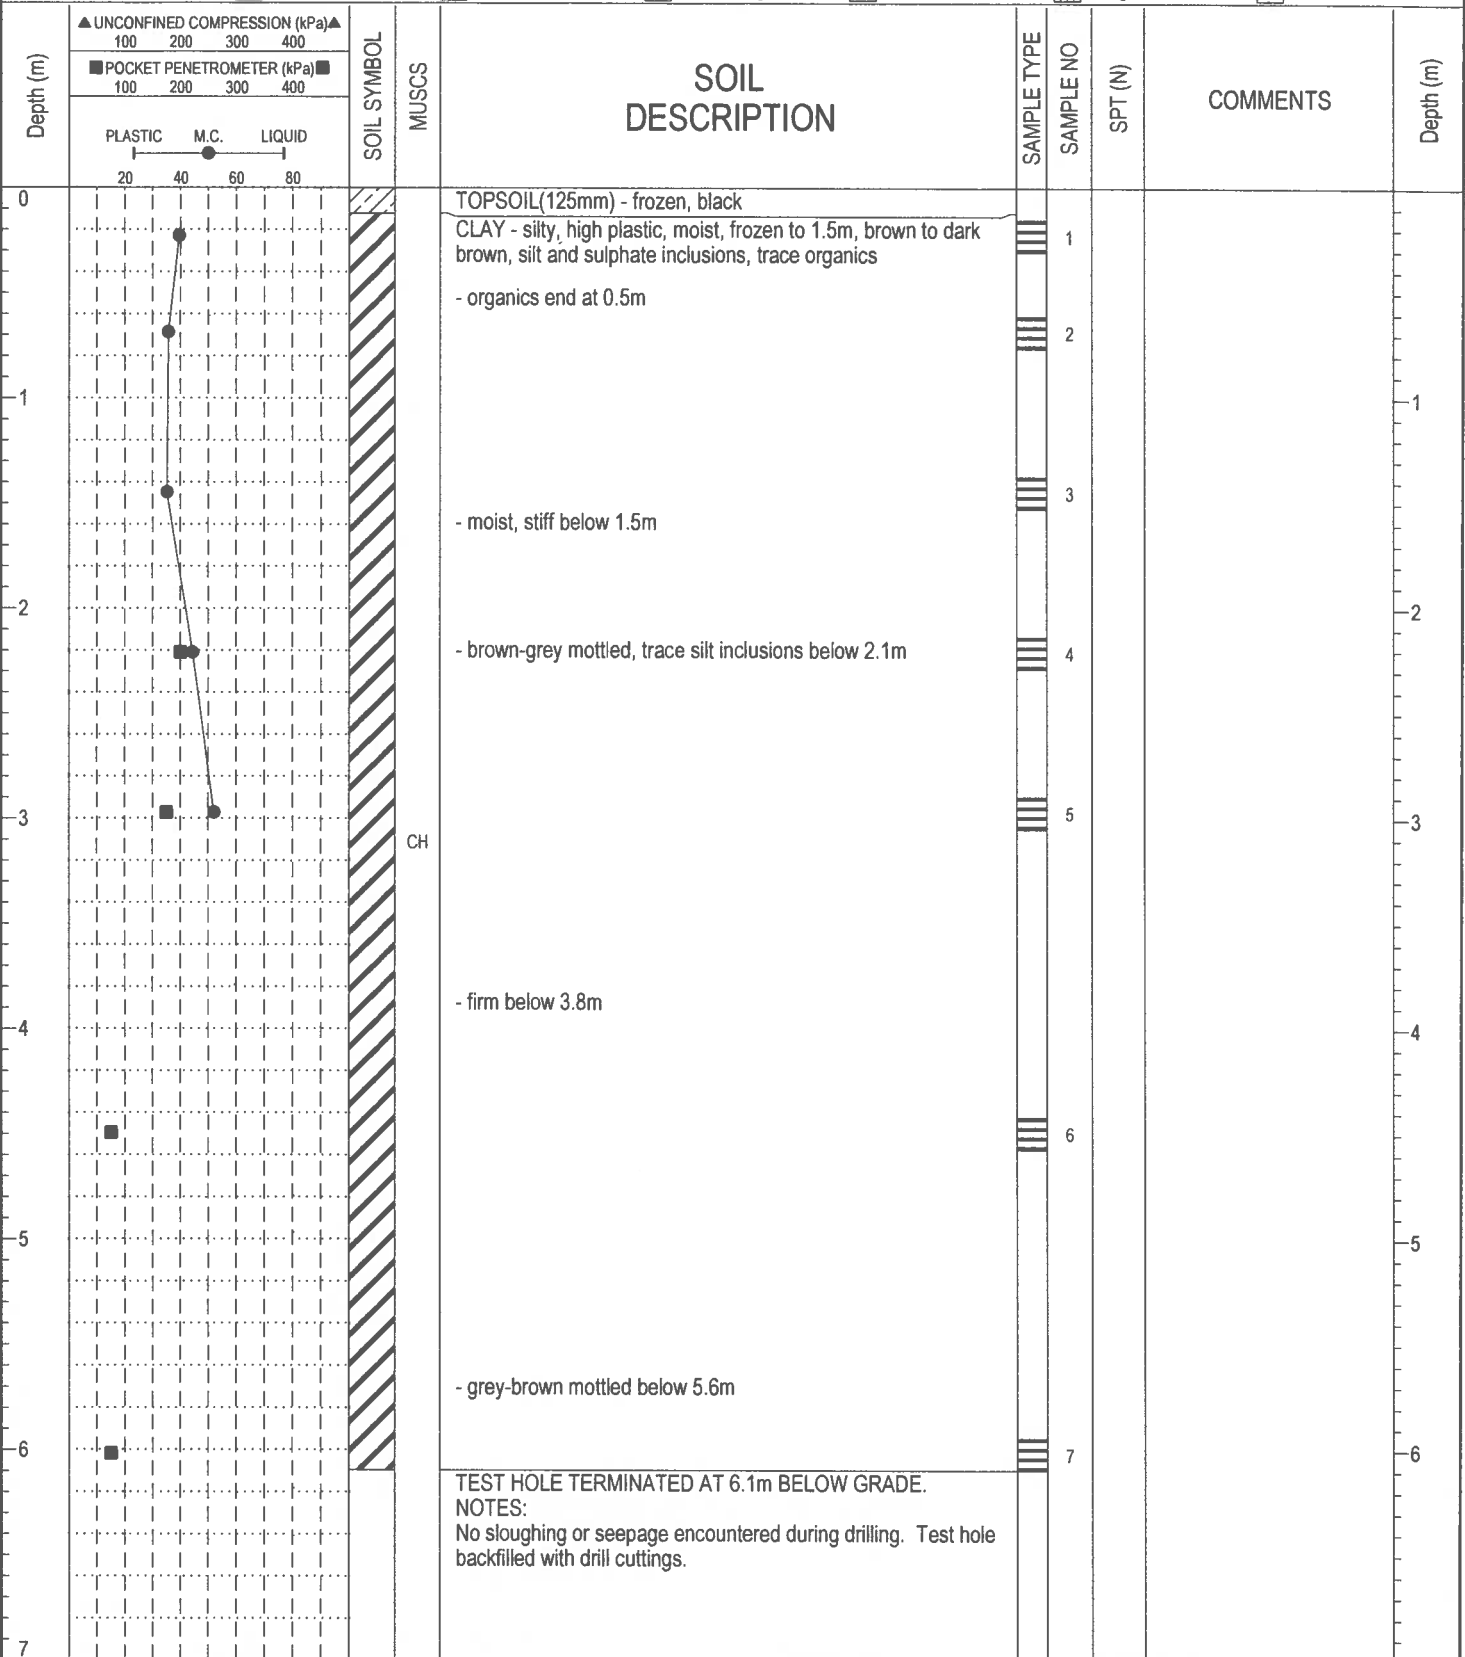 ▲ UNCONFINED COMPRESSION (kPa)▲
100 200 300 400
■ POCKET PENETROMETER (kPa) ■
100 200 300 400
PLASTIC M.C. LIQUID
20 40 60 80
Depth (m)
SOIL SYMBOL
MUSCS
SOIL
DESCRIPTION
SAMPLE TYPE
SAMPLE NO
SPT (N)
COMMENTS
Depth (m)
0
TOPSOIL(125mm) - frozen, black
CLAY - silty, high plastic, moist, frozen to 1.5m, brown to dark
brown, silt and sulphate inclusions, trace organics
1
- organics end at 0.5m
2
1
1
3
- moist, stiff below 1.5m
2
2
- brown-grey mottled, trace silt inclusions below 2.1m
4
3
5
3
CH
- firm below 3.8m
4
4
6
5
5
- grey-brown mottled below 5.6m
6
7
6
TEST HOLE TERMINATED AT 6.1m BELOW GRADE.
NOTES:
No sloughing or seepage encountered during drilling. Test hole
backfilled with drill cuttings.
7